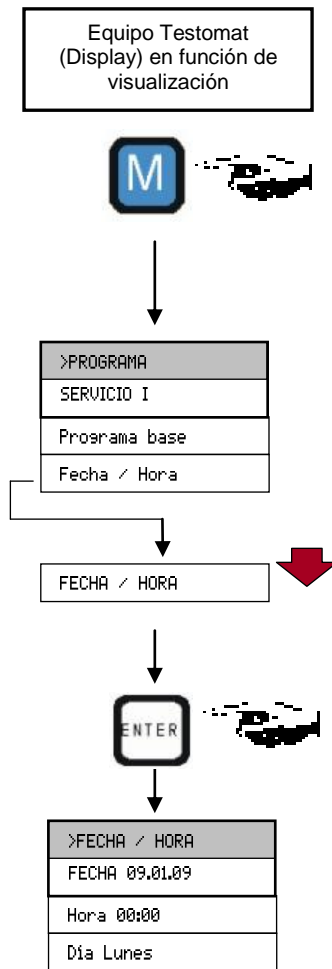 Equipo Testomat
(Display) en función de
visualización
M
>PROGRAMA
SERVICIO I
Programa base
Fecha / Hora
FECHA / HORA
ENTER
>FECHA / HORA
FECHA 09.01.09
Hora 00:00
Día Lunes